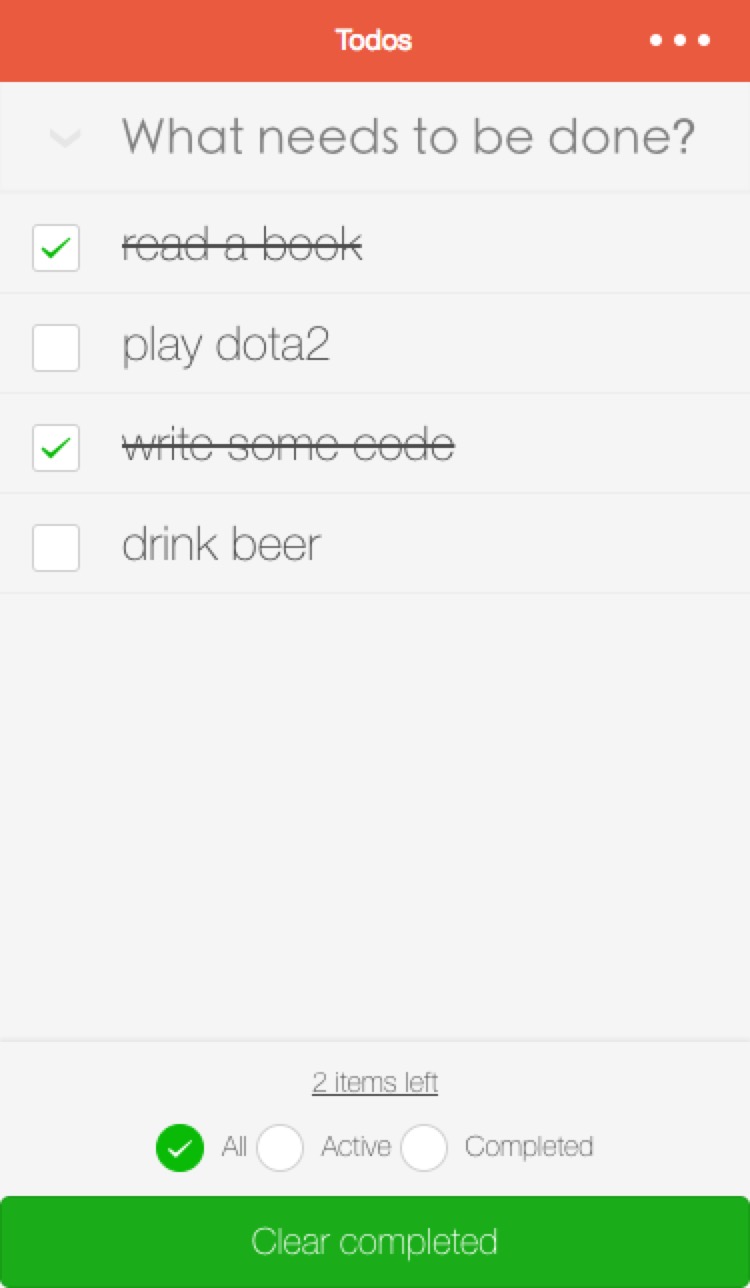 Todos
What needs to be done?
read a book
play dota2
write some code
drink beer
2 items left
All Active Completed
Clear completed